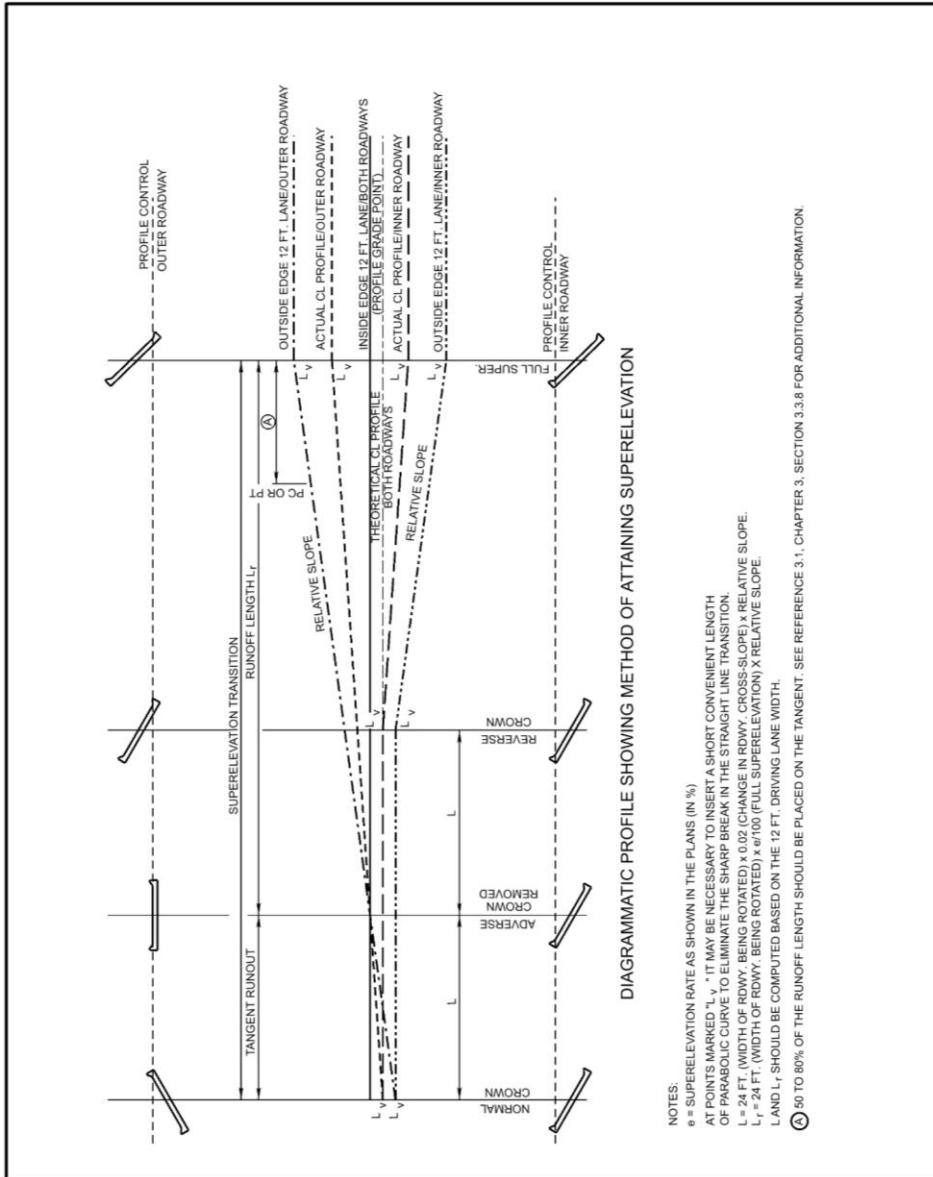 PROFILE CONTROL
OUTER ROADWAY
SUPERELEVATION TRANSITION
RUNOFF LENGTH Lr
TANGENT RUNOUT
A
PC OR PT
OUTSIDE EDGE 12 FT. LANE/OUTER ROADWAY
ACTUAL CL PROFILE/OUTER ROADWAY
INSIDE EDGE 12 FT. LANE/BOTH ROADWAYS
(PROFILE GRADE POINT)
ACTUAL CL PROFILE/INNER ROADWAY
OUTSIDE EDGE 12 FT. LANE/INNER ROADWAY
RELATIVE SLOPE
THEORETICAL CL PROFILE
BOTH ROADWAYS
RELATIVE SLOPE
L v
L v
L v
L v
L v
L v
L v
L v
L
L
NORMAL
CROWN
ADVERSE
CROWN
REMOVED
REVERSE
CROWN
FULL SUPER.
PROFILE CONTROL
INNER ROADWAY
DIAGRAMMATIC PROFILE SHOWING METHOD OF ATTAINING SUPERELEVATION
NOTES:
e = SUPERELEVATION RATE AS SHOWN IN THE PLANS (IN %)
AT POINTS MARKED "L v " IT MAY BE NECESSARY TO INSERT A SHORT CONVENIENT LENGTH
OF PARABOLIC CURVE TO ELIMINATE THE SHARP BREAK IN THE STRAIGHT LINE TRANSITION.
L = 24 FT. (WIDTH OF RDWY. BEING ROTATED) x 0.02 (CHANGE IN RDWY. CROSS-SLOPE) x RELATIVE SLOPE.
Lr = 24 FT. (WIDTH OF RDWY. BEING ROTATED) x e/100 (FULL SUPERELEVATION) X RELATIVE SLOPE.
L AND Lr SHOULD BE COMPUTED BASED ON THE 12 FT. DRIVING LANE WIDTH.
A 50 TO 80% OF THE RUNOFF LENGTH SHOULD BE PLACED ON THE TANGENT. SEE REFERENCE 3.1, CHAPTER 3, SECTION 3.3.8 FOR ADDITIONAL INFORMATION.